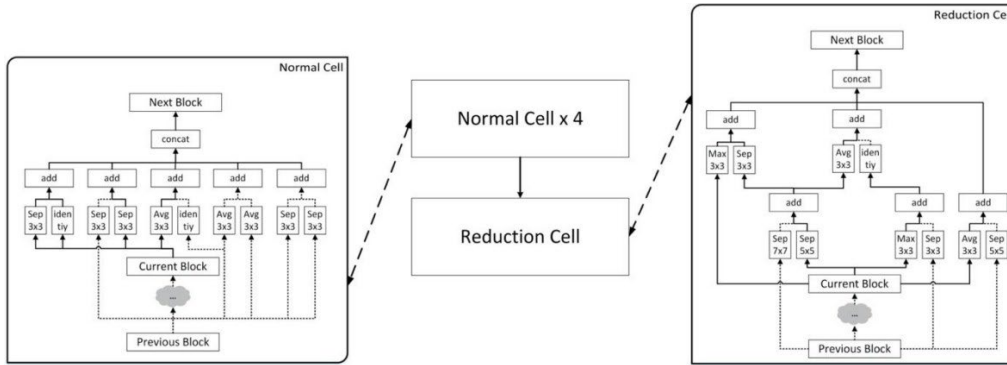 Normal Cell
Next Block
concat
add
add
add
add
add
Sep
3x3
iden
tiy
Sep
3x3
Sep
3x3
Avg
3x3
iden
tiy
Avg
3x3
Avg
3x3
Sep
3x3
Sep
3x3
Current Block
...
Previous Block
Normal Cell x 4
Reduction Cell
Reduction Ce
Next Block
concat
add
add
Max
3x3
Sep
3x3
Avg
3x3
iden
tiy
add
add
add
Sep
7x7
Sep
5x5
Max
3x3
Sep
3x3
Avg
3x3
Sep
5x5
Current Block
...
Previous Block